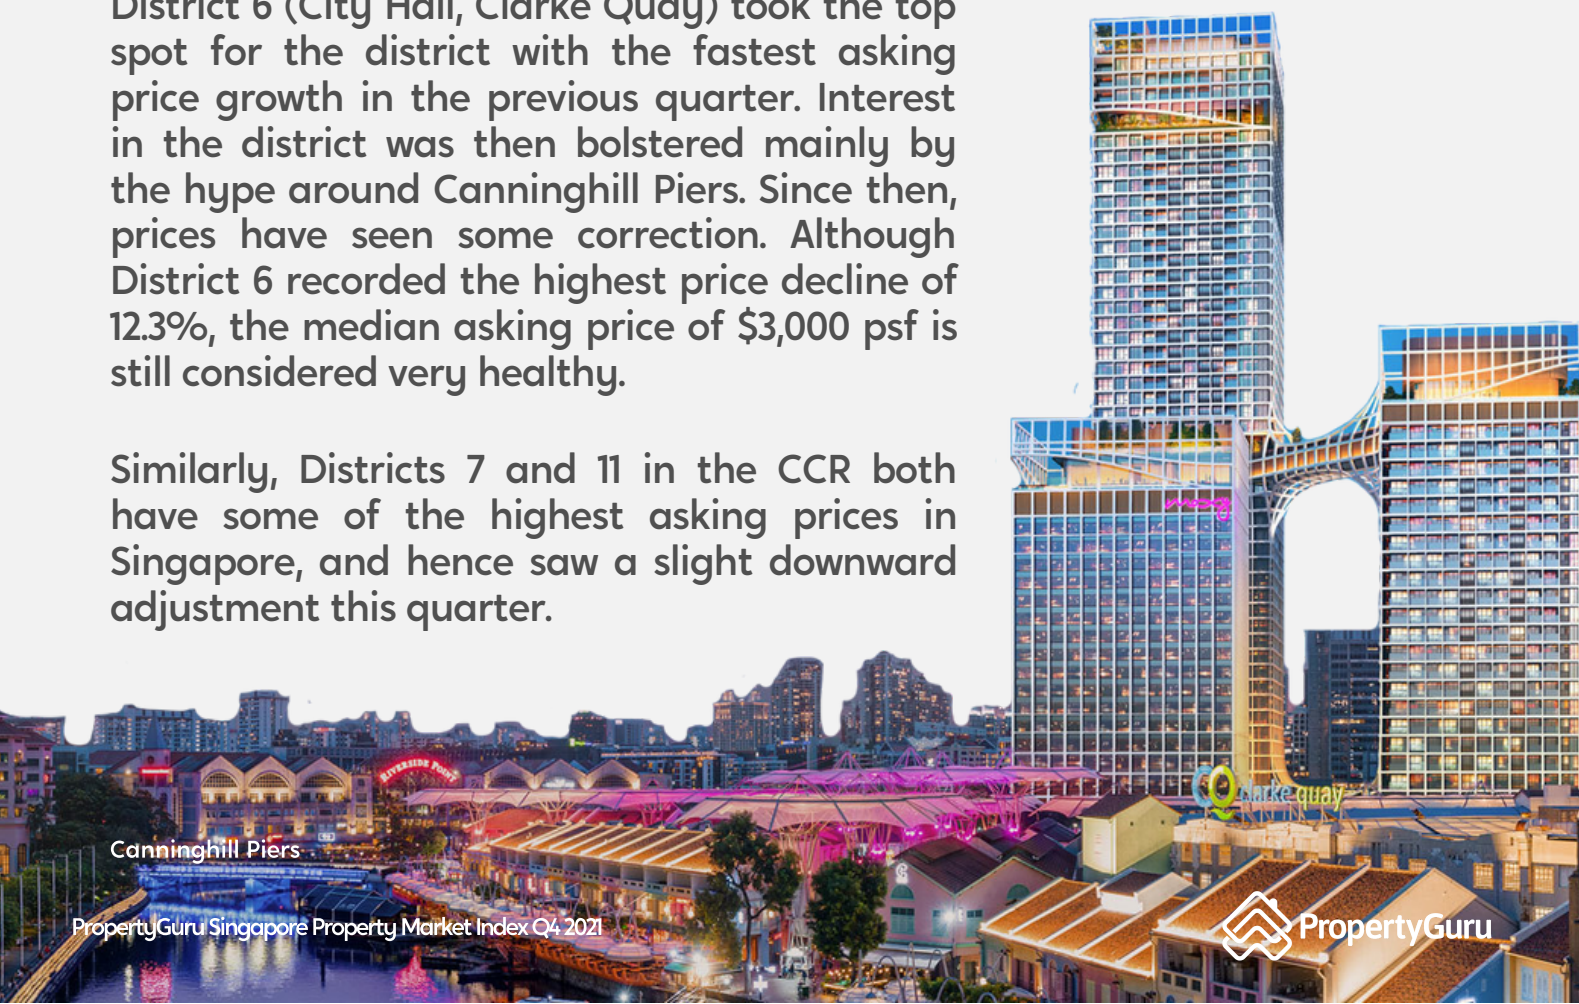 District 6 (City Hall, Clarke Quay) took the top
spot for the district with the fastest asking
price growth in the previous quarter. Interest
in the district was then bolstered mainly by
the hype around Canninghill Piers. Since then,
prices have seen some correction. Although
District 6 recorded the highest price decline of
12.3%, the median asking price of $3,000 psf is
still considered very healthy.
Similarly, Districts 7 and 11 in the CCR both
have some of the highest asking prices in
Singapore, and hence saw a slight downward
adjustment this quarter.
moxy
RIVERSIDE POINT
CQ clarke quay
Canninghill Piers
PropertyGuru Singapore Property Market Index Q4 2021
PropertyGuru